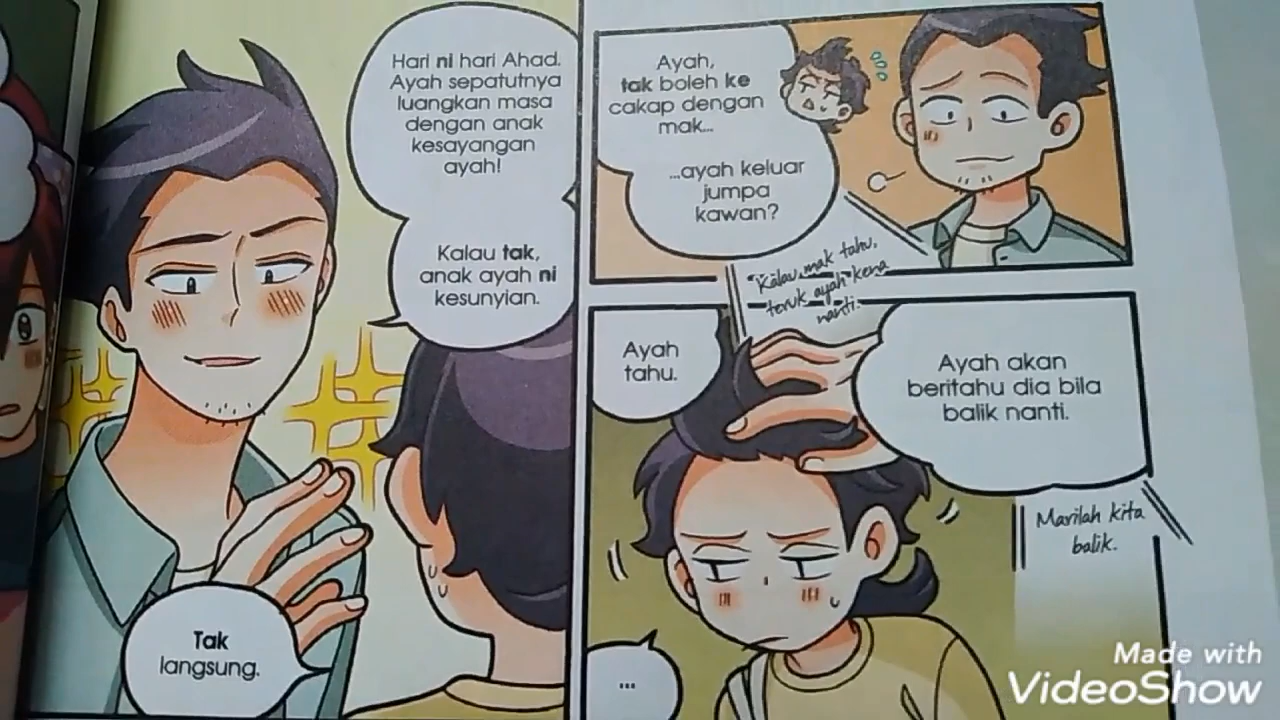 Hari ni hari Ahad.
Ayah sepatutnya
luangkan masa
dengan anak
kesayangan
ayah!
Kalau tak,
anak ayah ni
kesunyian.
Tak
langsung.
Ayah,
tak boleh ke
cakap dengan
mak...
...ayah keluar
jumpa
kawan?
Kalau mak tahu,
teruk ayah kena
nanti.
Ayah
tahu.
Ayah akan
beritahu dia bila
balik nanti.
Marilah kita
balik.
...
Made with
VideoShow